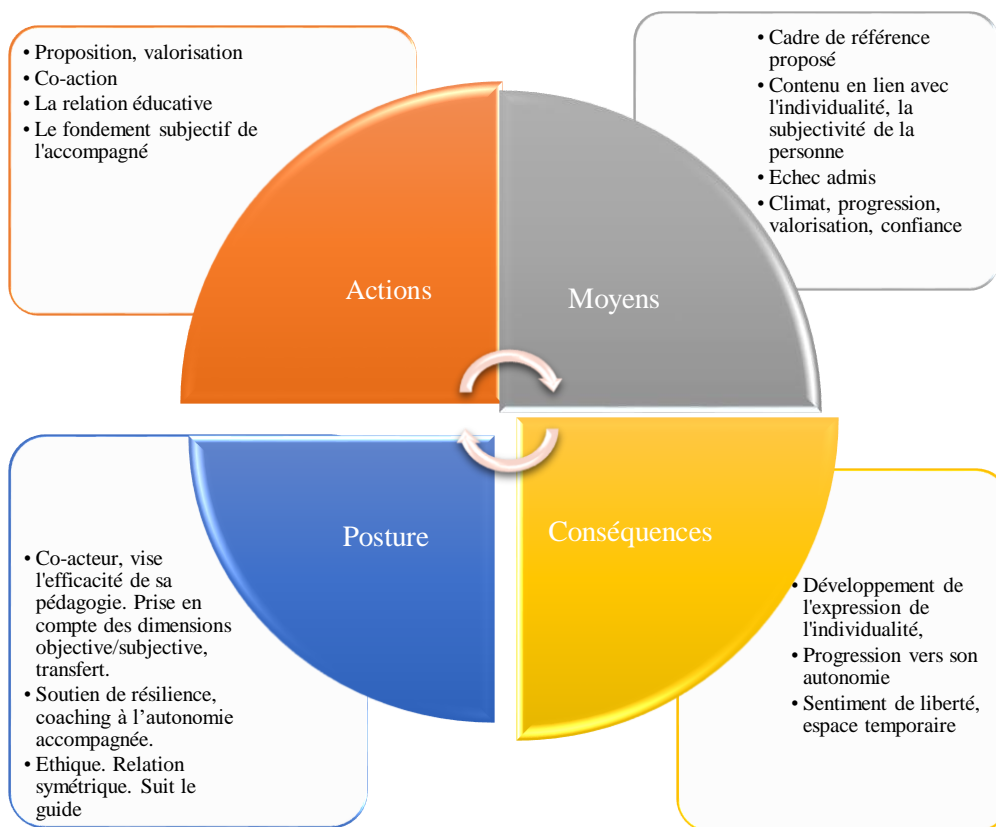 • Proposition, valorisation
• Co-action
• La relation éducative
• Le fondement subjectif de
l'accompagné
• Cadre de référence
proposé
• Contenu en lien avec
l'individualité, la
subjectivité de la
personne
• Echec admis
• Climat, progression,
valorisation, confiance
Actions
Moyens
Posture
Conséquences
• Co-acteur, vise
l'efficacité de sa
pédagogie. Prise en
compte des dimensions
objective/subjective,
transfert.
• Soutien de résilience,
coaching à l’autonomie
accompagnée.
• Ethique. Relation
symétrique. Suit le
guide
• Développement de
l'expression de
l'individualité,
• Progression vers son
autonomie
• Sentiment de liberté,
espace temporaire